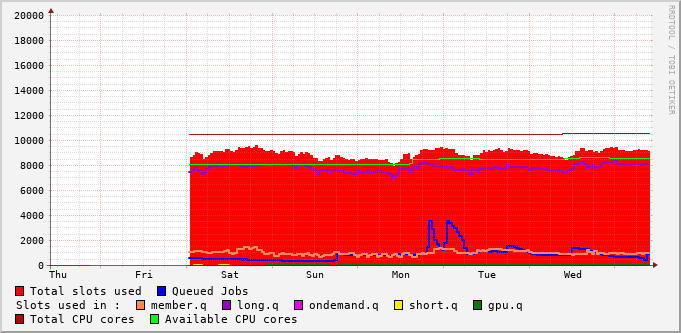 RRDTOOL / TOBI OETIKER
20000
18000
16000
14000
12000
10000
8000
6000
4000
2000
0
Thu Fri Sat Sun Mon Tue Wed
Total slots used Queued Jobs
Slots used in : member.q long.q ondemand.q short.q gpu.q
Total CPU cores Available CPU cores